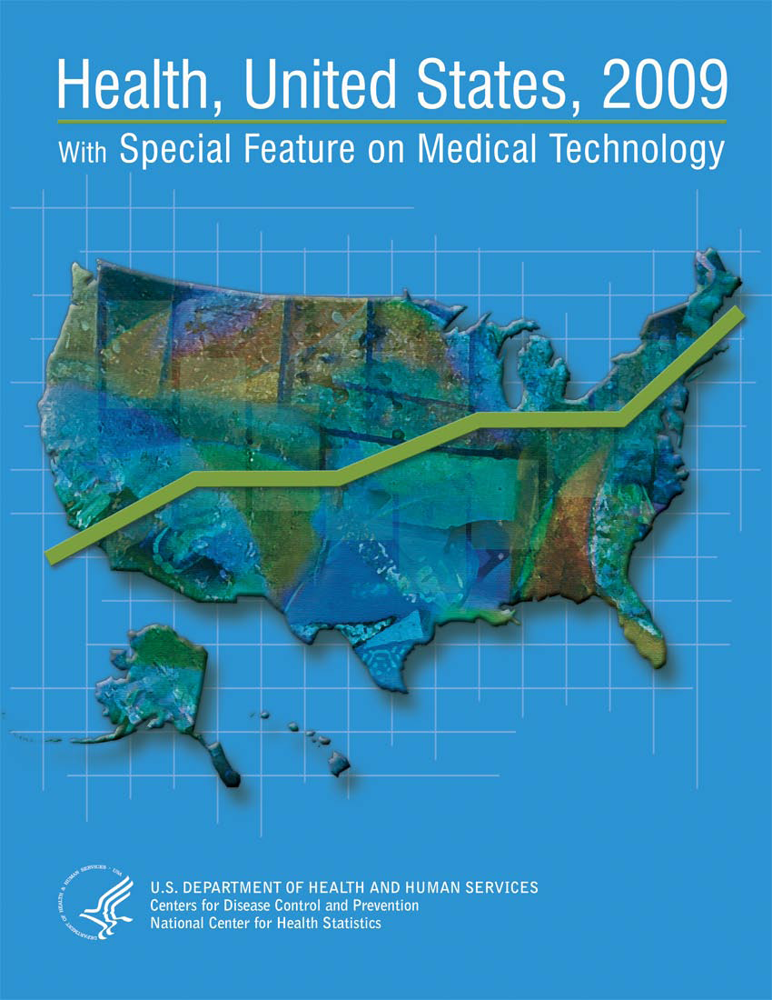 Health, United States, 2009
With Special Feature on Medical Technology
DEPARTMENT OF HEALTH & HUMAN SERVICES · USA
U.S. DEPARTMENT OF HEALTH AND HUMAN SERVICES
Centers for Disease Control and Prevention
National Center for Health Statistics